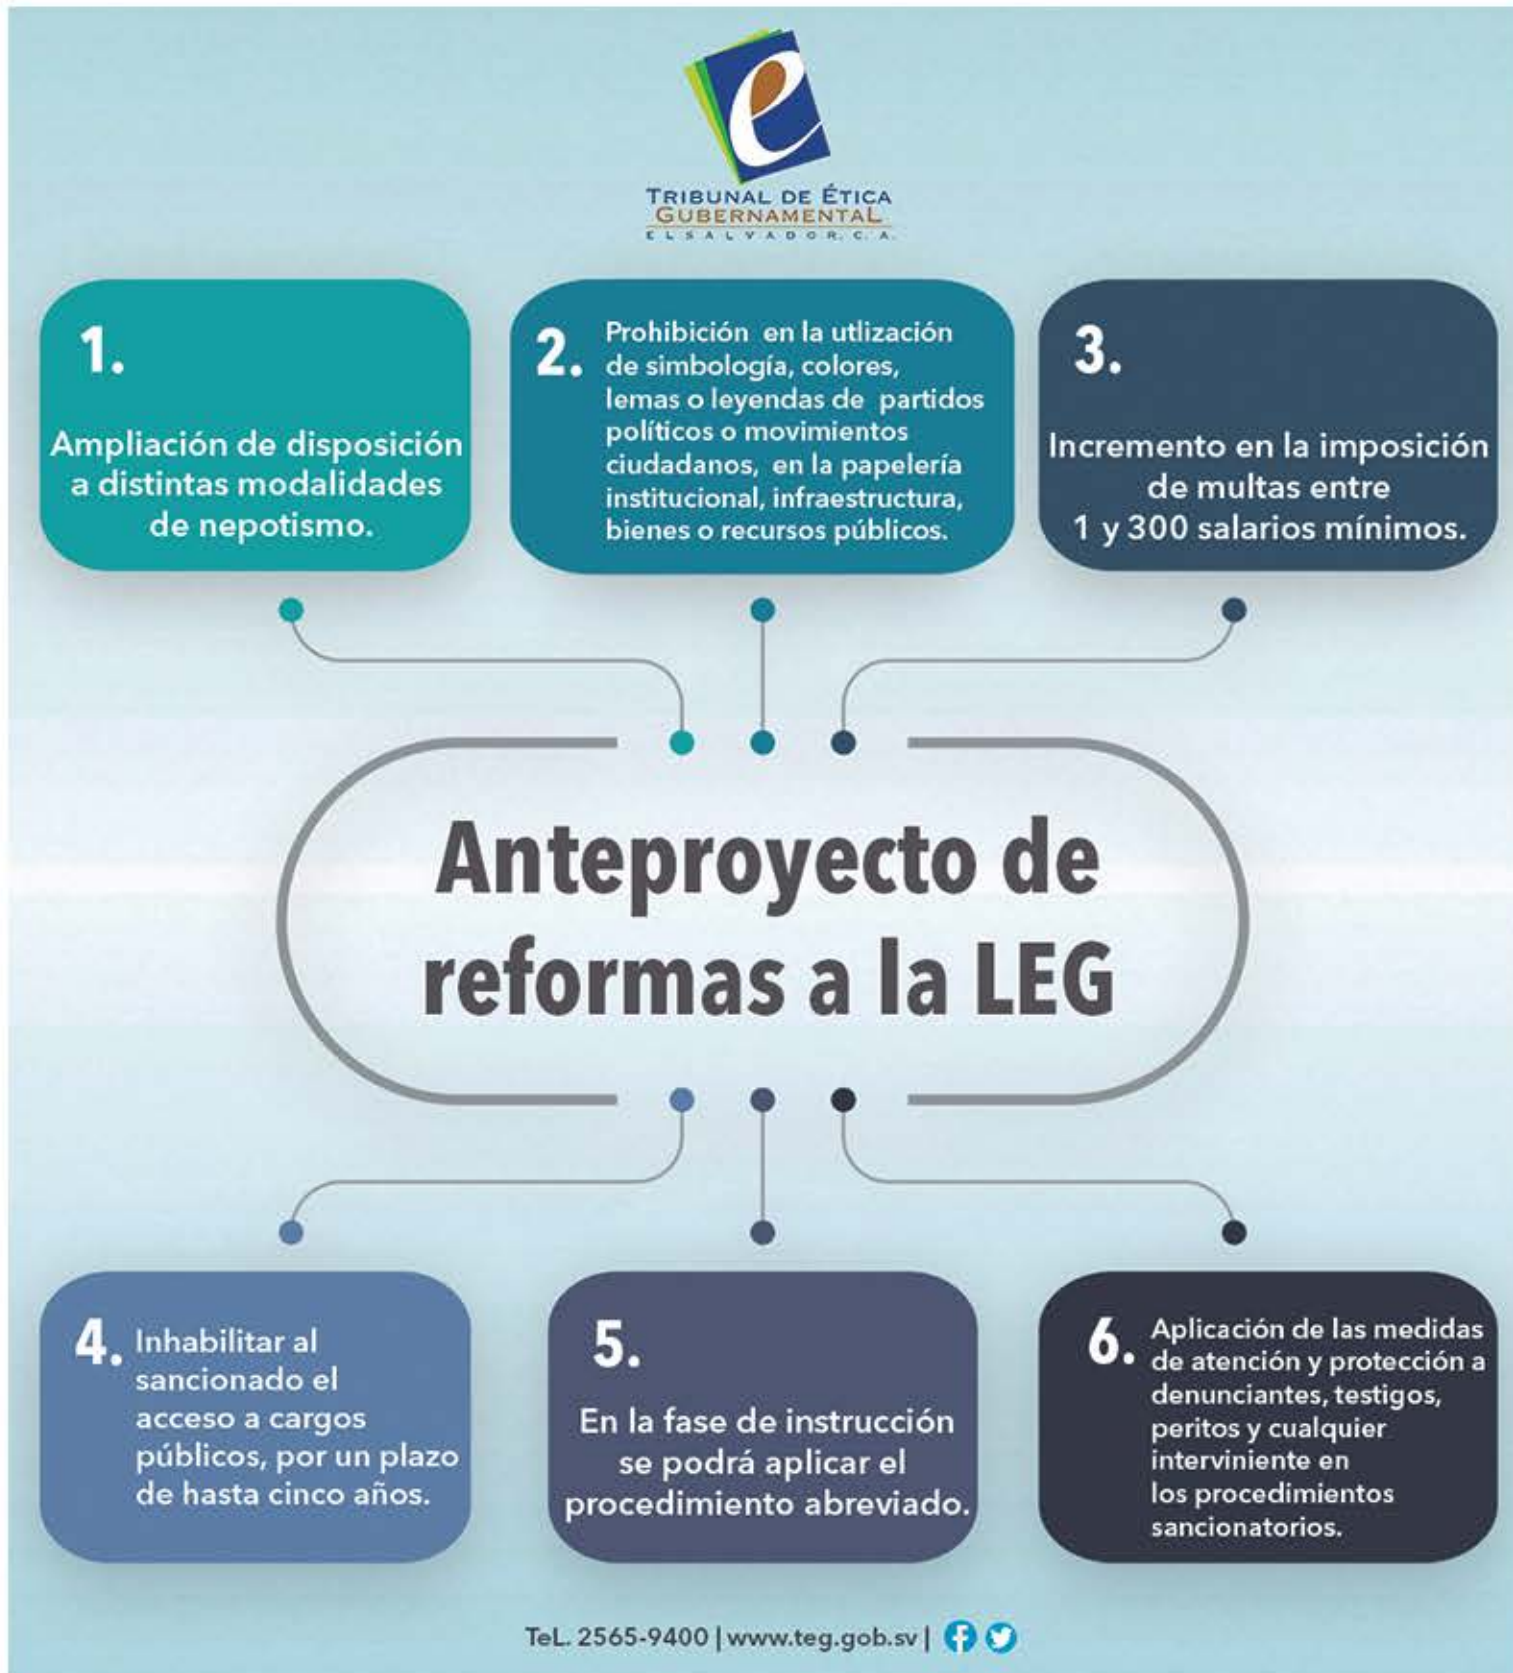 TRIBUNAL DE ÉTICA
GUBERNAMENTAL
EL SALVADOR, C. A.
1.
Ampliación de disposición
a distintas modalidades
de nepotismo.
2.
Prohibición en la utlización
de simbología, colores,
lemas o leyendas de partidos
políticos o movimientos
ciudadanos, en la papelería
institucional, infraestructura,
bienes o recursos públicos.
3.
Incremento en la imposición
de multas entre
1 y 300 salarios mínimos.
Anteproyecto de
reformas a la LEG
4.
Inhabilitar al
sancionado el
acceso a cargos
públicos, por un plazo
de hasta cinco años.
5.
En la fase de instrucción
se podrá aplicar el
procedimiento abreviado.
6.
Aplicación de las medidas
de atención y protección a
denunciantes, testigos,
peritos y cualquier
interviniente en
los procedimientos
sancionatorios.
TeL. 2565-9400 | www.teg.gob.sv |